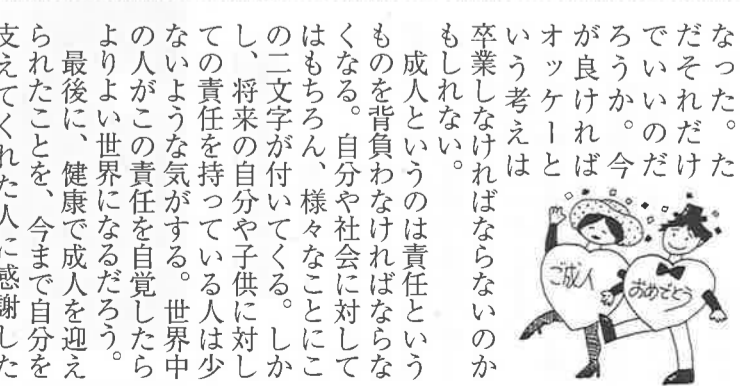 なった。た
だそれだけ
でいいのだ
ろうか。今
が良ければ
オッケーと
いう考えは
卒業しなければならないのか
もしれない。
成人というのは責任という
ものを背負わなければならな
くなる。自分や社会に対して
はもちろん、様々なことにこ
の二文字が付いてくる。しか
し、将来の自分や子供に対し
ての責任を持っている人は少
ないような気がする。世界中
の人がこの責任を自覚したら
よりよい世界になるだろう。
最後に、健康で成人を迎え
られたことを、今まで自分を
支えてくれた人に感謝した
ご成人
おめでとう